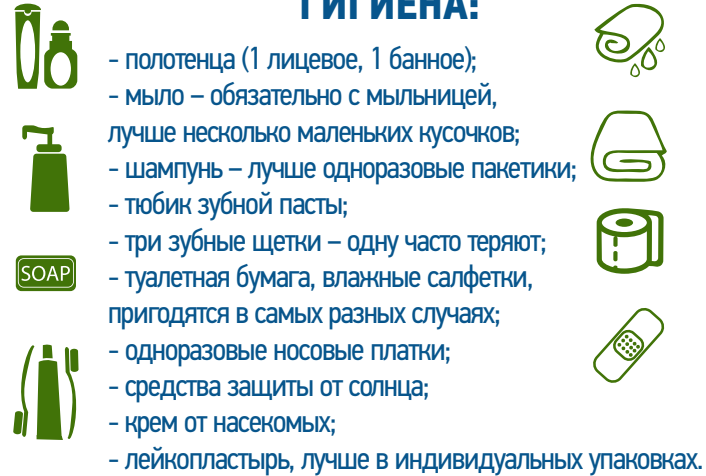 ГИГИЕНА:
- полотенца (1 лицевое, 1 банное);
- мыло – обязательно с мыльницей,
лучше несколько маленьких кусочков;
- шампунь – лучше одноразовые пакетики;
- тюбик зубной пасты;
- три зубные щетки – одну часто теряют;
SOAP
- туалетная бумага, влажные салфетки,
пригодятся в самых разных случаях;
- одноразовые носовые платки;
- средства защиты от солнца;
- крем от насекомых;
- лейкопластырь, лучше в индивидуальных упаковках.